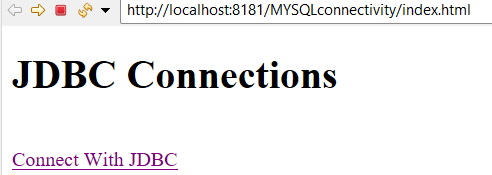 http://localhost:8181/MYSQLconnectivity/index.html
JDBC Connections
Connect With JDBC